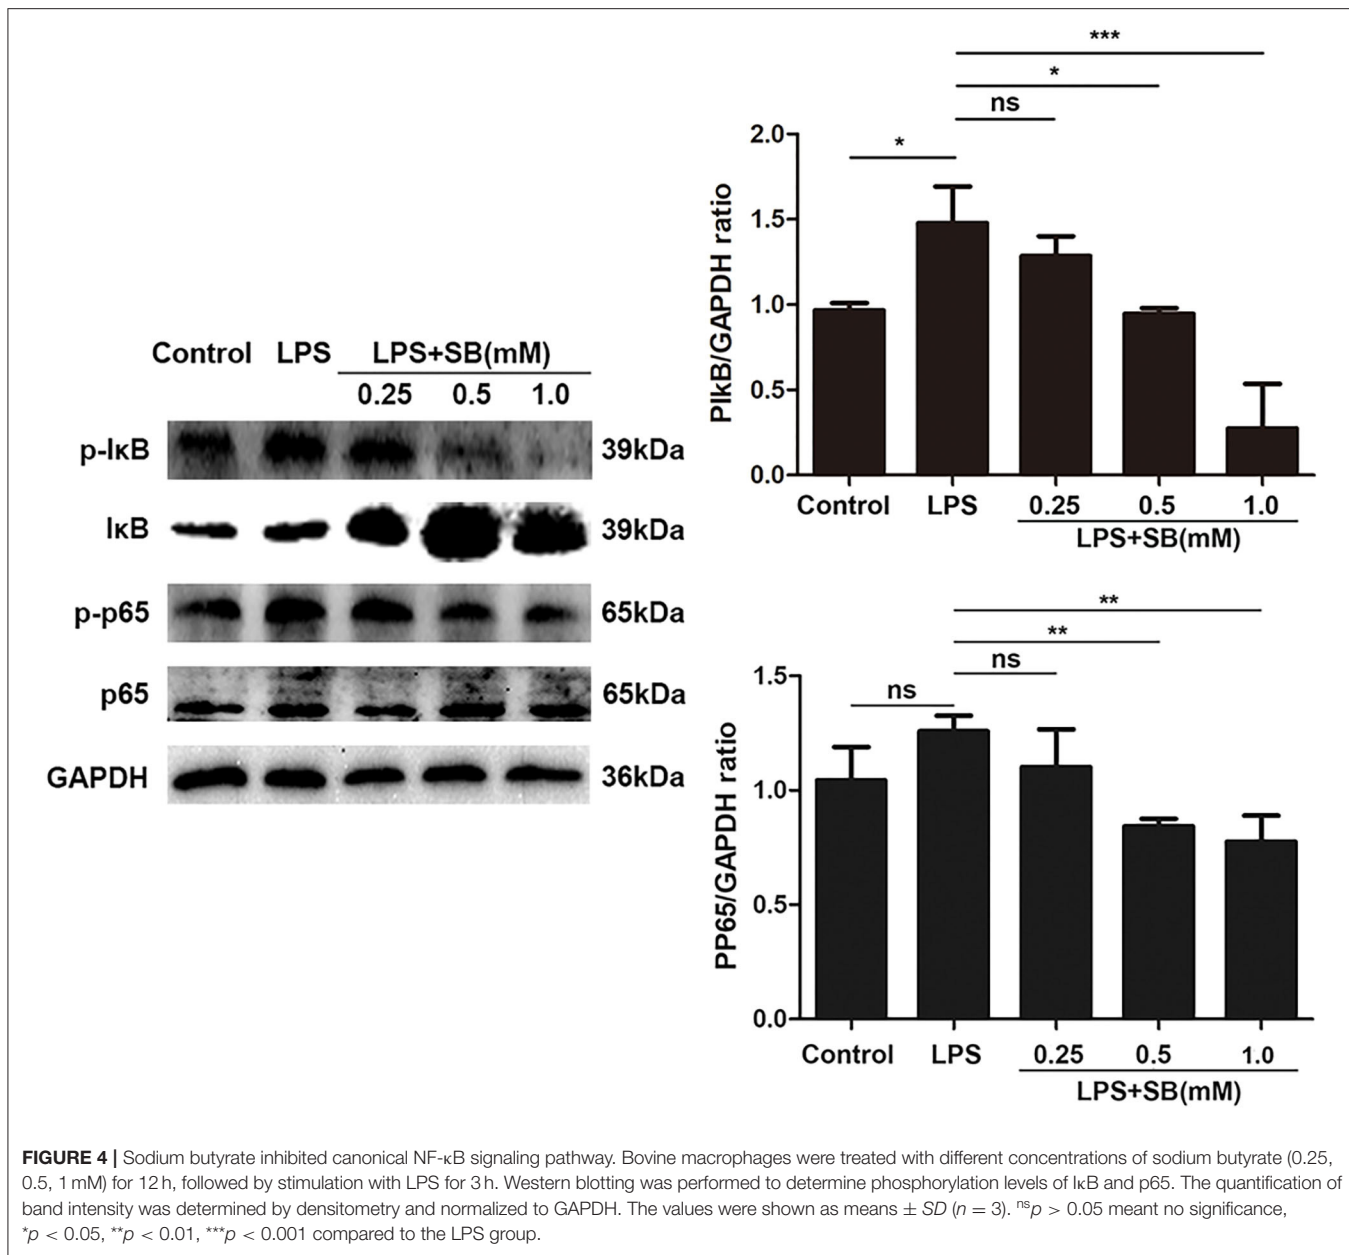 Control LPS LPS+SB(mM)
0.25 0.5 1.0
p-IκB 39kDa
IκB 39kDa
p-p65 65kDa
p65 65kDa
GAPDH 36kDa
***
*
ns
*
PIkB/GAPDH ratio
2.0
1.5
1.0
0.5
0.0
Control LPS 0.25 0.5 1.0
LPS+SB(mM)
**
**
ns
ns
PP65/GAPDH ratio
1.5
1.0
0.5
0.0
Control LPS 0.25 0.5 1.0
LPS+SB(mM)
FIGURE 4 | Sodium butyrate inhibited canonical NF-κB signaling pathway. Bovine macrophages were treated with different concentrations of sodium butyrate (0.25,
0.5, 1 mM) for 12 h, followed by stimulation with LPS for 3 h. Western blotting was performed to determine phosphorylation levels of IκB and p65. The quantification of
band intensity was determined by densitometry and normalized to GAPDH. The values were shown as means ± SD (n = 3). nsp > 0.05 meant no significance,
*p < 0.05, **p < 0.01, ***p < 0.001 compared to the LPS group.